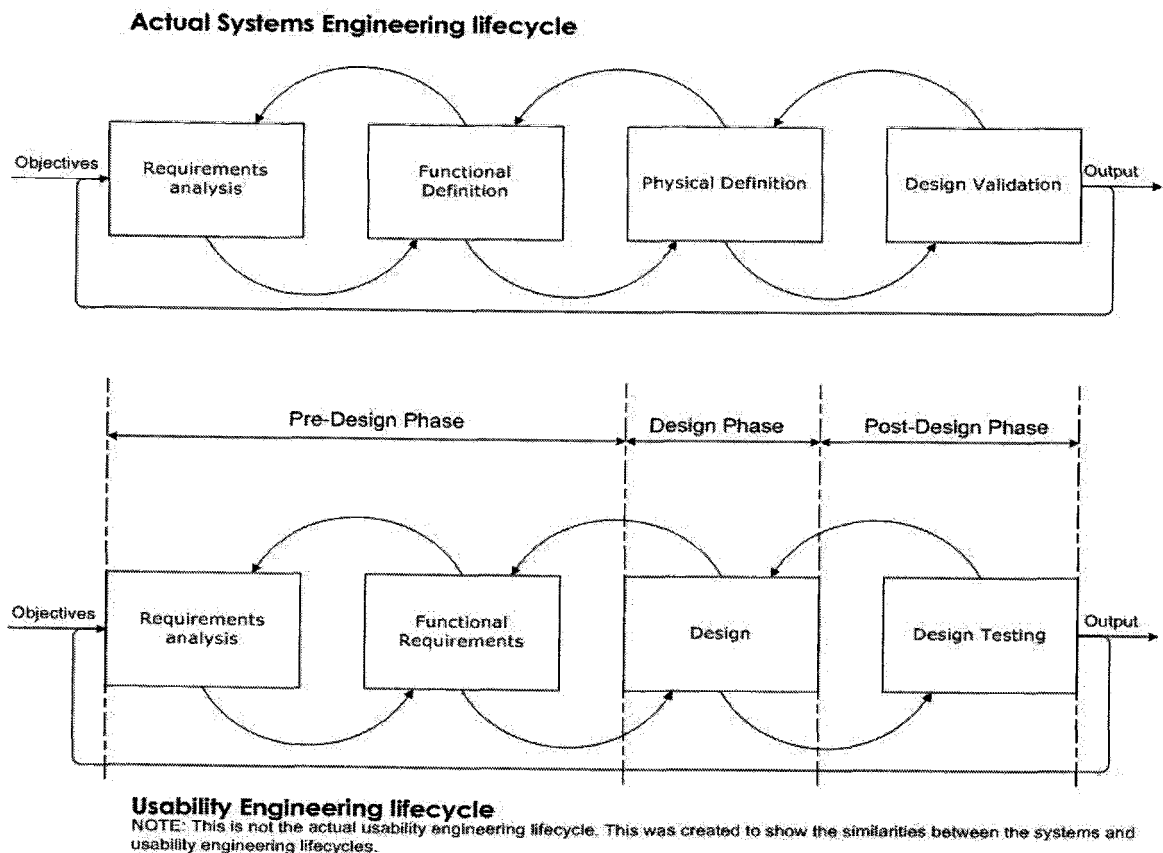 Actual Systems Engineering lifecycle
Objectives
Requirements
analysis
Functional
Definition
Physical Definition
Design Validation
Output
Pre-Design Phase
Design Phase
Post-Design Phase
Objectives
Requirements
analysis
Functional
Requirements
Design
Design Testing
Output
Usability Engineering lifecycle
NOTE: This is not the actual usability engineering lifecycle. This was created to show the similarities between the systems and
usability engineering lifecycles.